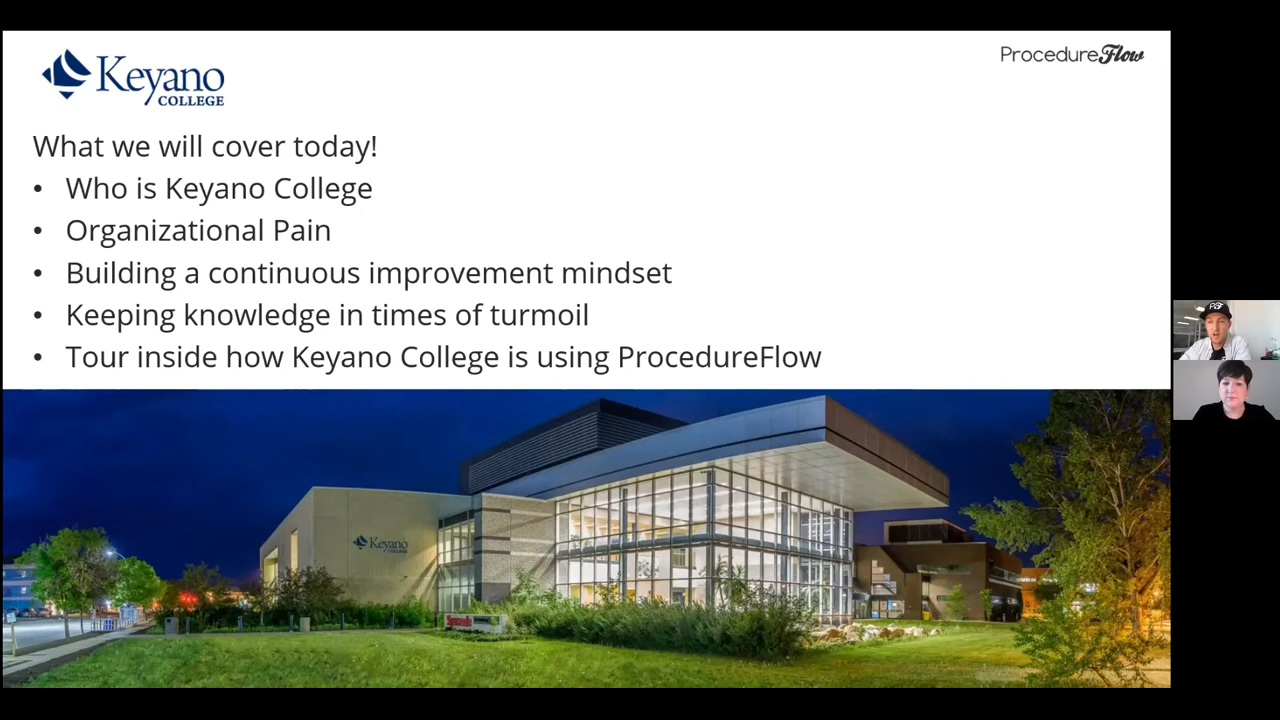 Keyano
COLLEGE
ProcedureFlow
What we will cover today!
• Who is Keyano College
• Organizational Pain
• Building a continuous improvement mindset
• Keeping knowledge in times of turmoil
• Tour inside how Keyano College is using ProcedureFlow
Keyano
COLLEGE